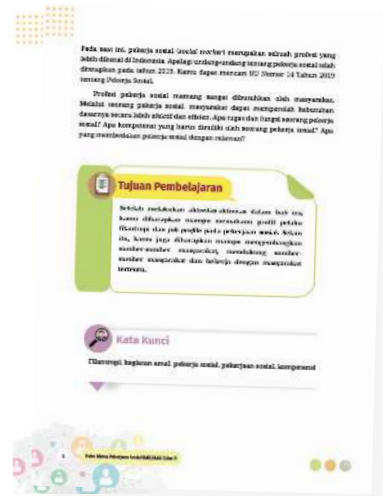 Pada saat ini, pekerja sosial (social worker) merupakan sebuah profesi yang
lebih dikenal di Indonesia. Apalagi undang-undang tentang pekerja sosial telah
diterapkan pada tahun 2019. Kamu dapat mencari UU Nomor 14 Tahun 2019
tentang Pekerja Sosial.
Profesi pekerja sosial memang sangat dibutuhkan oleh masyarakat.
Melalui seorang pekerja sosial, masyarakat dapat memperoleh kebutuhan
dasarnya secara lebih efektif dan efisien. Apa tugas dan fungsi seorang pekerja
sosial? Apa kompetensi yang harus dimiliki oleh seorang pekerja sosial? Apa
yang membedakan pekerja sosial dengan relawan?
Tujuan Pembelajaran
Setelah melakukan aktivitas-aktivitas dalam bab ini,
kamu diharapkan mampu memahami profil pelaku
filantropi dan job profile pada pekerjaan sosial. Selain
itu, kamu juga diharapkan mampu mengembangkan
sumber-sumber masyarakat, mendukung sumber-
sumber masyarakat dan bekerja dengan masyarakat
tertentu.
Kata Kunci
Filantropi, kegiatan amal, pekerja sosial, pekerjaan sosial, kompetensi